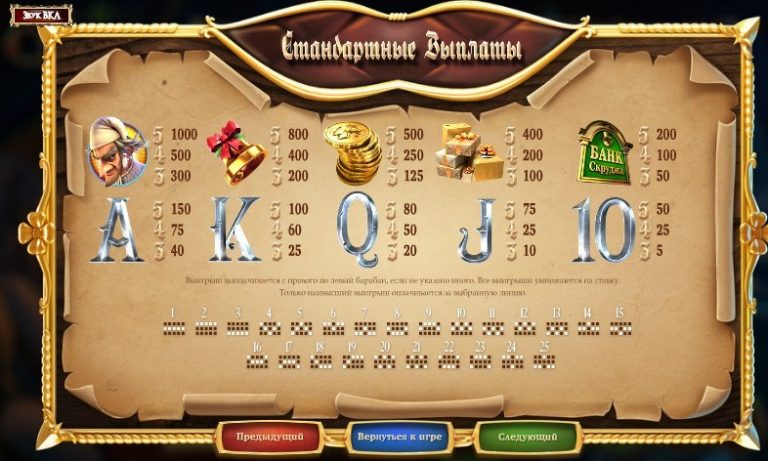 ЗВУК ВКЛ
Стандартные Выплаты
5 1000 5 800 5 500 5 400 5 200
4 500 4 400 4 250 4 200 4 100
3 300 3 200 3 125 3 100 3 50
БАНК
Скруджа
A K Q J 10
5 150 5 100 5 80 5 75 5 50
4 75 4 60 4 50 4 25 4 25
3 40 3 25 3 20 3 10 3 5
Выигрыш выплачивается с правого по левый барабан, если не указано иного. Все выигрыши умножаются на ставку.
Только наивысший выигрыш оплачивается за выбранную линию.
1 2 3 4 5 6 7 8 9 10 11 12 13 14 15
16 17 18 19 20 21 22 23 24 25
Предыдущий Вернуться к игре Следующий